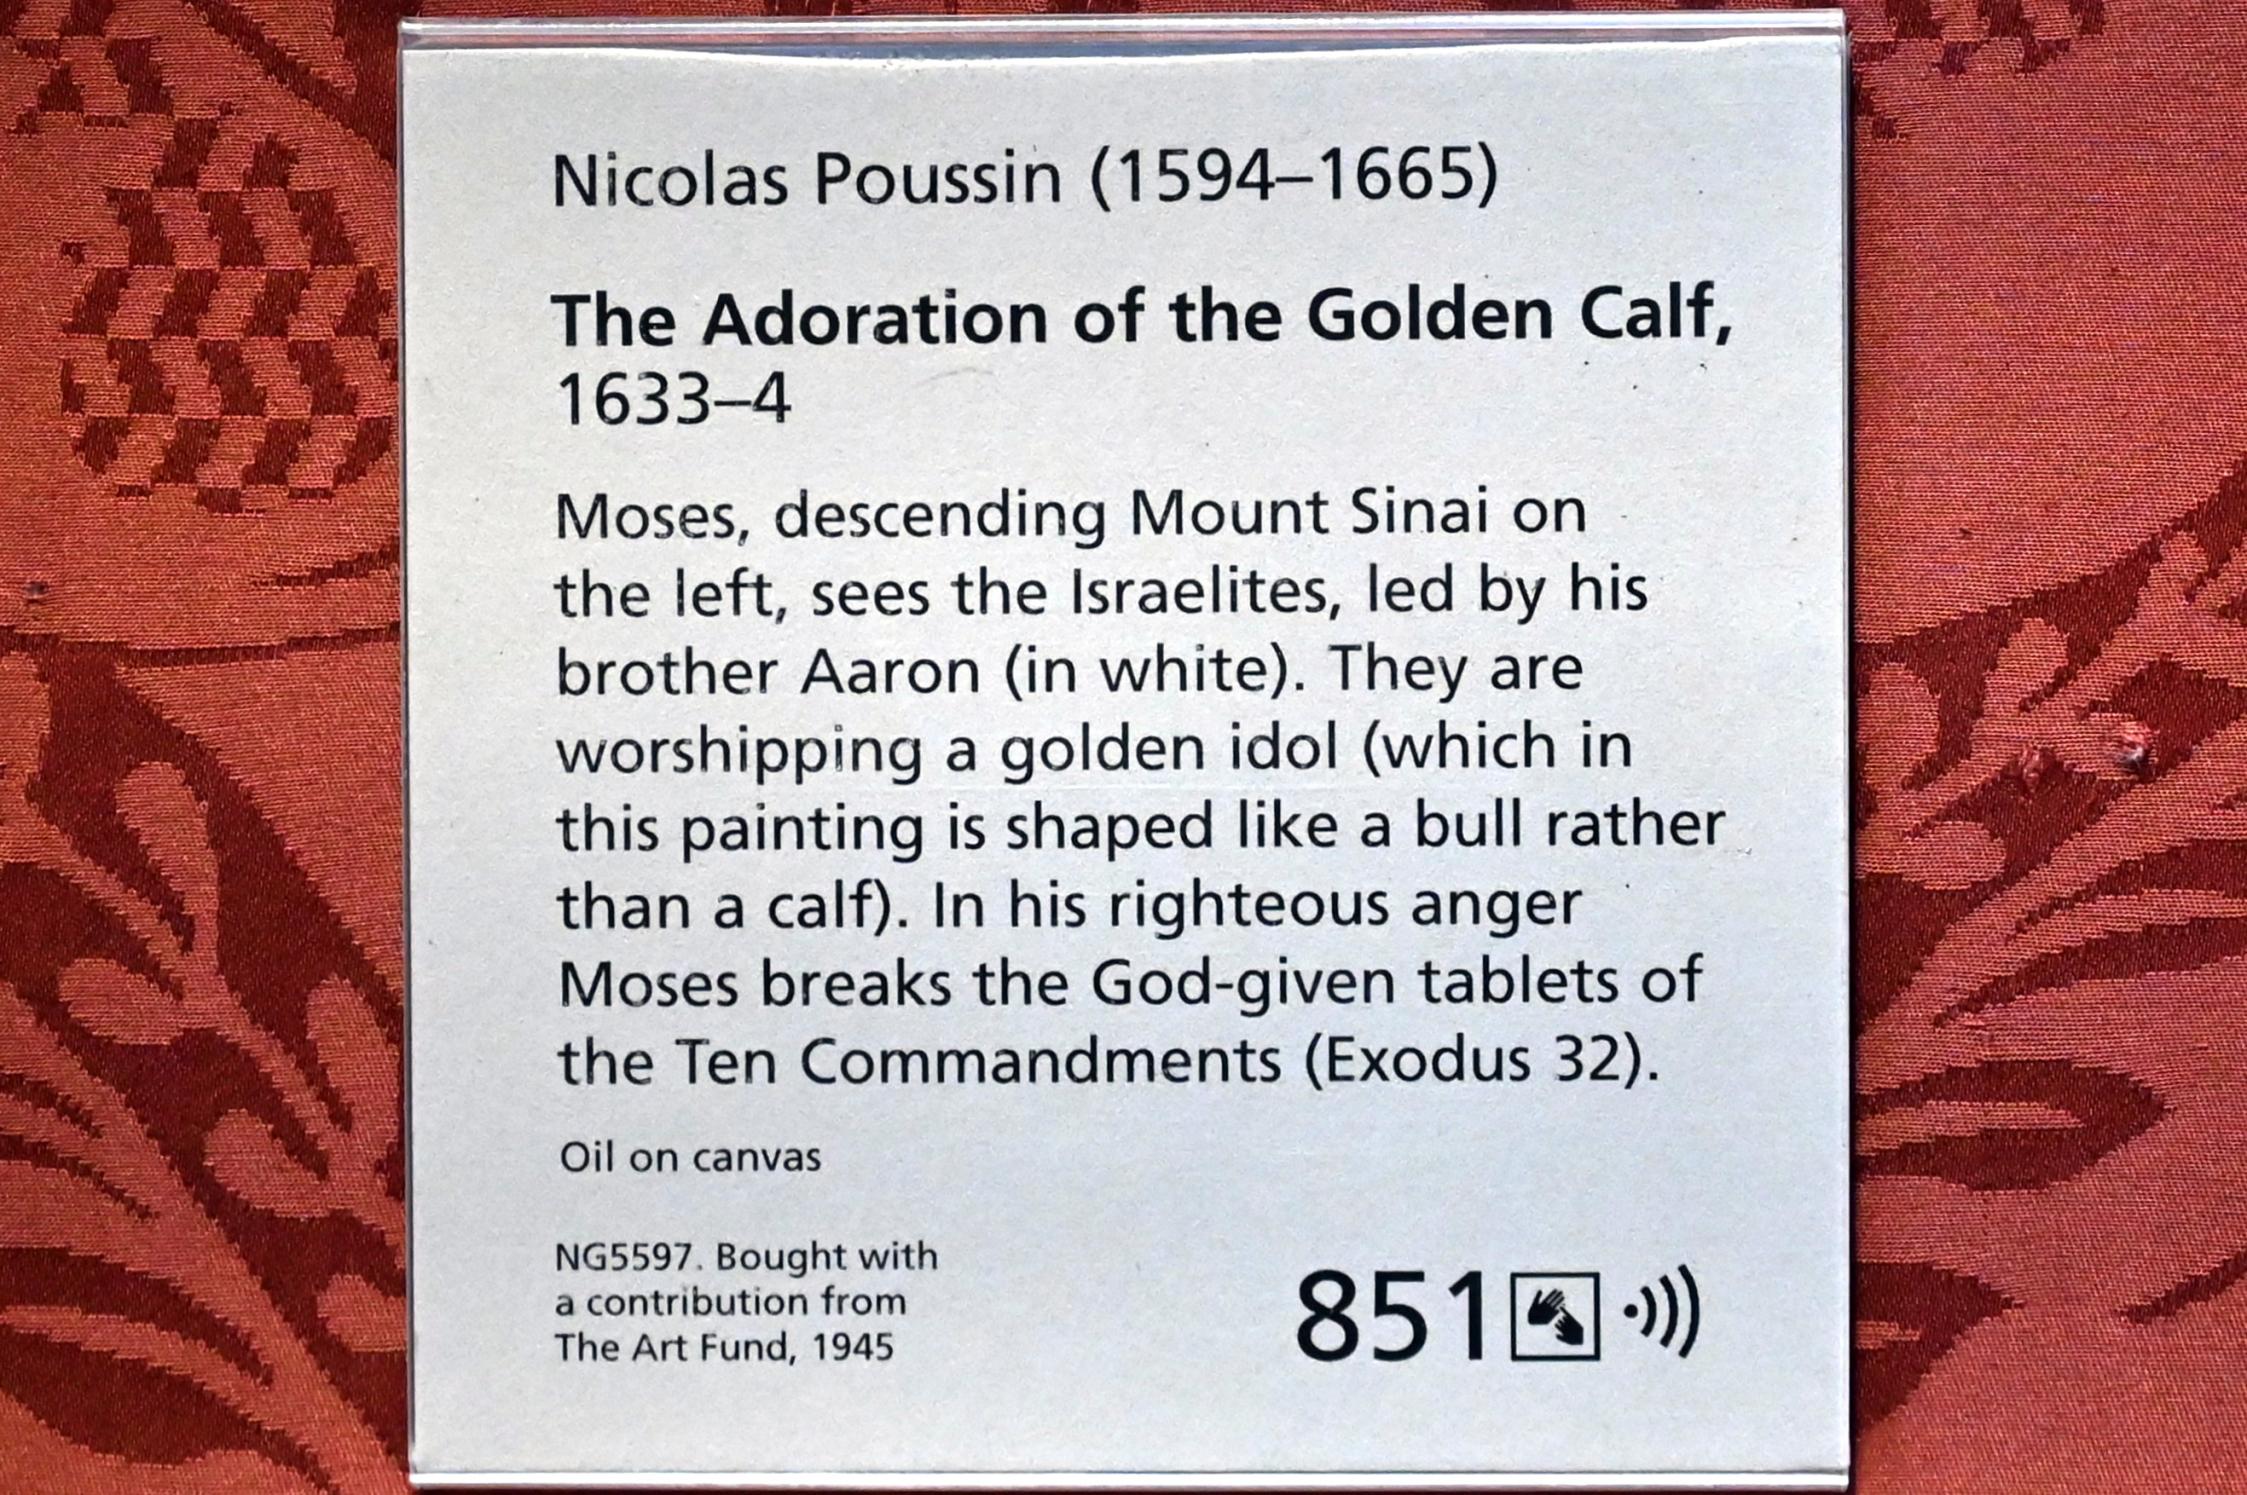 Nicolas Poussin (1594–1665)
The Adoration of the Golden Calf,
1633–4
Moses, descending Mount Sinai on
the left, sees the Israelites, led by his
brother Aaron (in white). They are
worshipping a golden idol (which in
this painting is shaped like a bull rather
than a calf). In his righteous anger
Moses breaks the God-given tablets of
the Ten Commandments (Exodus 32).
Oil on canvas
NG5597. Bought with
a contribution from
The Art Fund, 1945
851